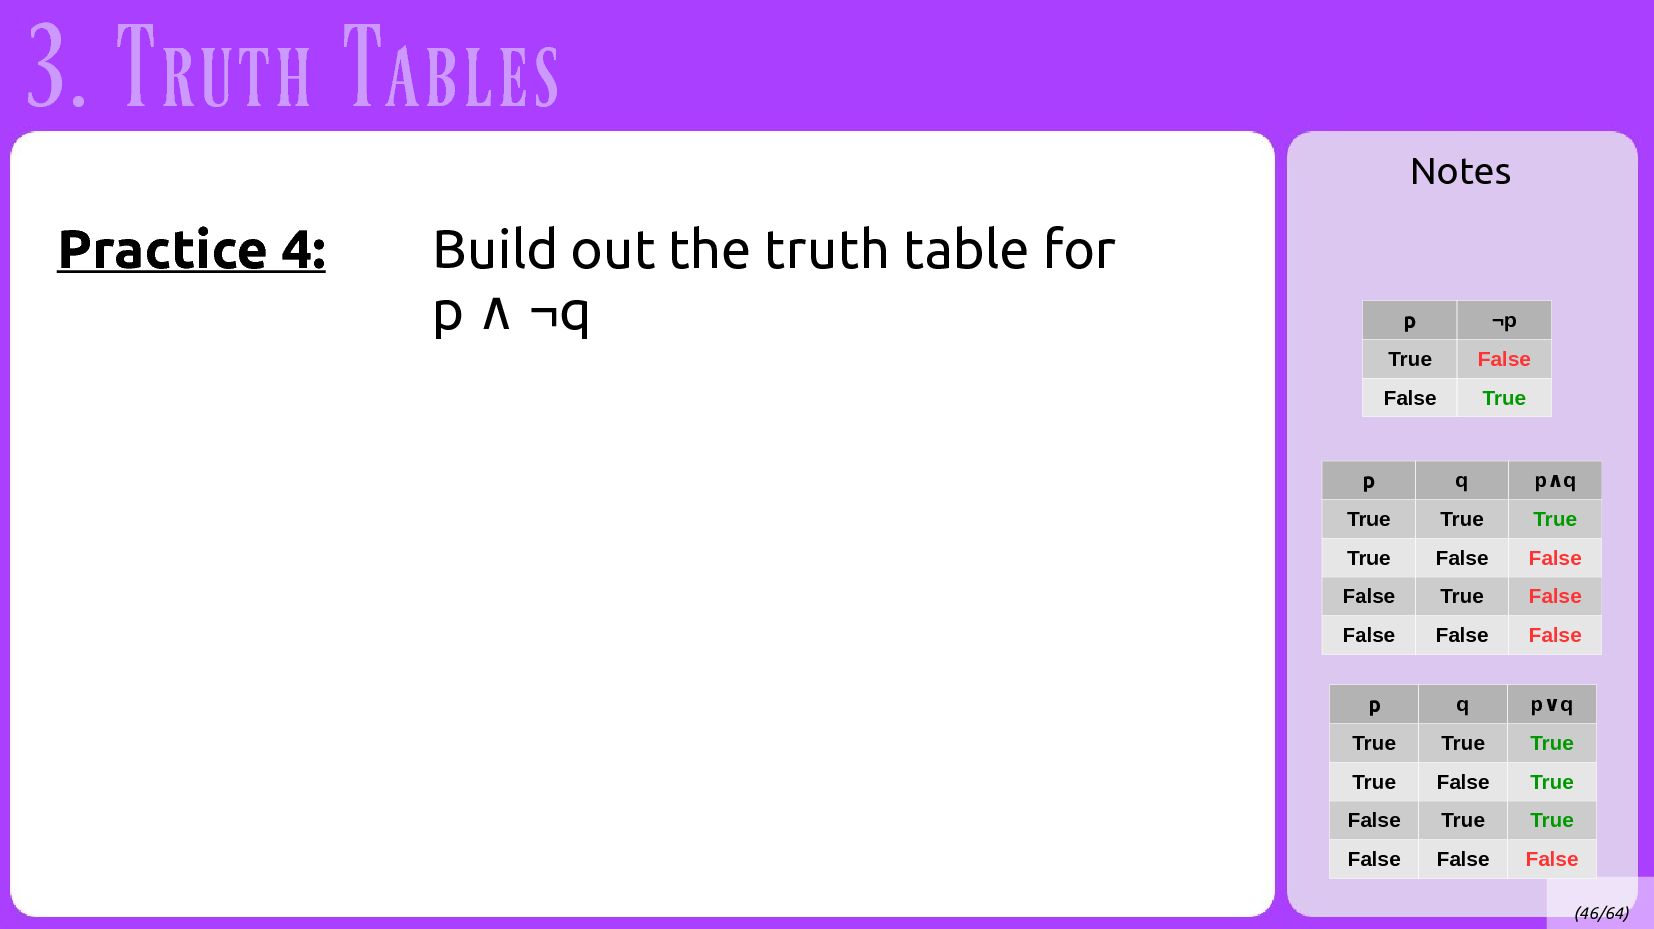 3. Truth Tables
Practice 4: Build out the truth table for
p ∧ ¬q
Notes
p ¬p
True False
False True
p q p∧q
True True True
True False False
False True False
False False False
p q p∨q
True True True
True False True
False True True
False False False
(46/64)